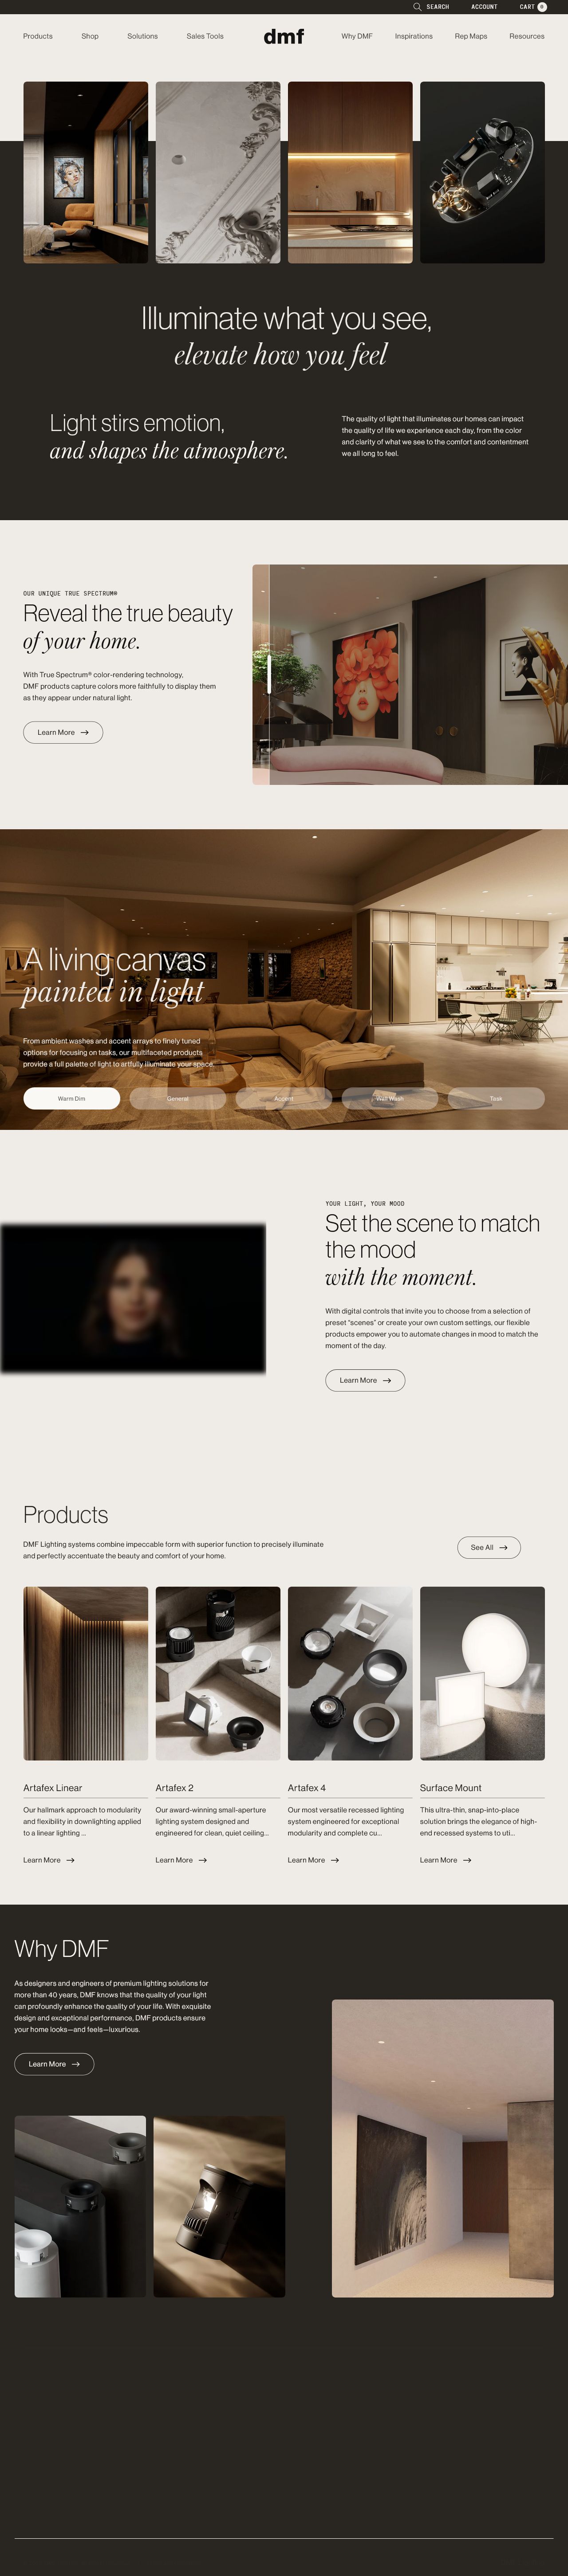 SEARCH
ACCOUNT
CART 0
Products
Shop
Solutions
Sales Tools
dmf
Why DMF
Inspirations
Rep Maps
Resources
Illuminate what you see,
elevate how you feel
Light stirs emotion,
and shapes the atmosphere.
The quality of light that illuminates our homes can impact
the quality of life we experience each day, from the color
and clarity of what we see to the comfort and contentment
we all long to feel.
OUR UNIQUE TRUE SPECTRUM®
Reveal the true beauty
of your home.
With True Spectrum® color-rendering technology,
DMF products capture colors more faithfully to display them
as they appear under natural light.
Learn More →
A living canvas
painted in light
From ambient washes and accent arrays to finely tuned
options for focusing on tasks, our multifaceted products
provide a full palette of light to artfully illuminate your space.
Warm Dim
General
Accent
Wall Wash
Task
YOUR LIGHT, YOUR MOOD
Set the scene to match
the mood
with the moment.
With digital controls that invite you to choose from a selection of
preset "scenes" or create your own custom settings, our flexible
products empower you to automate changes in mood to match the
moment of the day.
Learn More →
Products
DMF Lighting systems combine impeccable form with superior function to precisely illuminate
and perfectly accentuate the beauty and comfort of your home.
See All →
Artafex Linear
Our hallmark approach to modularity
and flexibility in downlighting applied
to a linear lighting ...
Learn More →
Artafex 2
Our award-winning small-aperture
lighting system designed and
engineered for clean, quiet ceiling...
Learn More →
Artafex 4
Our most versatile recessed lighting
system engineered for exceptional
modularity and complete cu...
Learn More →
Surface Mount
This ultra-thin, snap-into-place
solution brings the elegance of high-
end recessed systems to uti...
Learn More →
Why DMF
As designers and engineers of premium lighting solutions for
more than 40 years, DMF knows that the quality of your light
can profoundly enhance the quality of your life. With exquisite
design and exceptional performance, DMF products ensure
your home looks—and feels—luxurious.
Learn More →